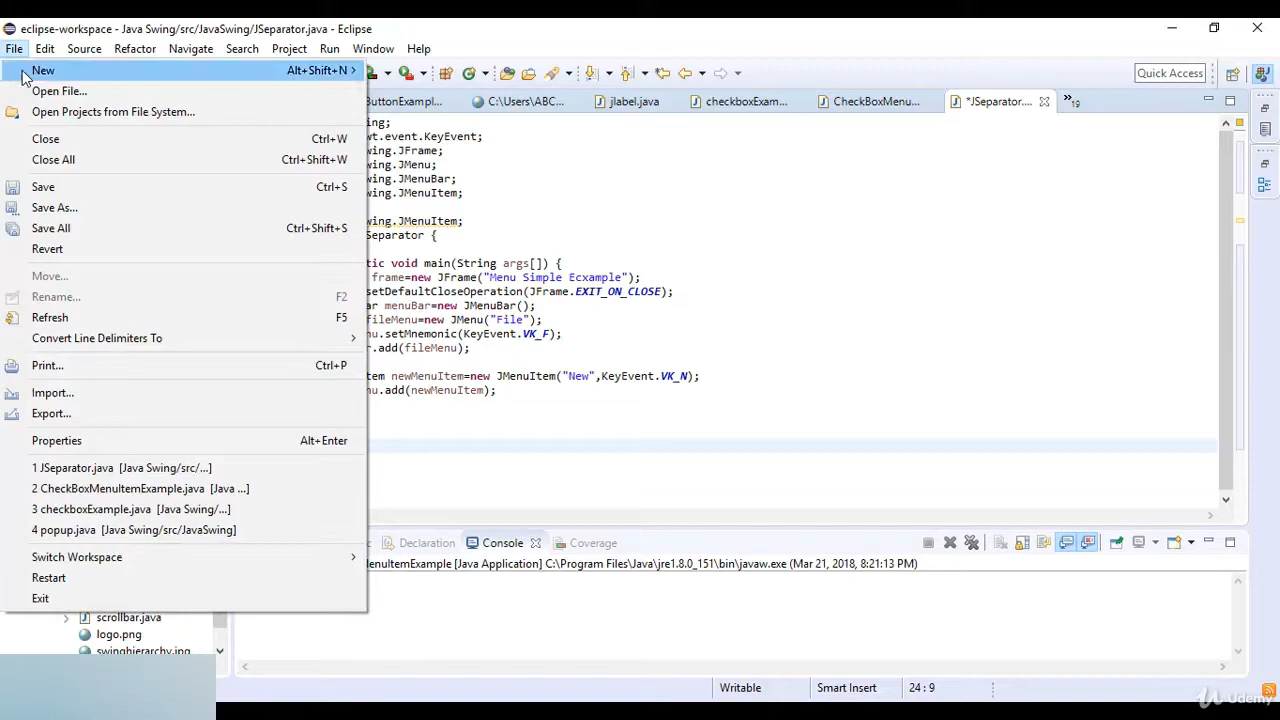 eclipse-workspace - Java Swing/src/JavaSwing/JSeparator.java - Eclipse
File Edit Source Refactor Navigate Search Project Run Window Help
New Alt+Shift+N
Quick Access
Open File...
ButtonExampl... C:\Users\ABC... jlabel.java checkboxExam... CheckBoxMenu... *JSeparator.... »19
Open Projects from File System...
ing;
wt.event.KeyEvent;
Close Ctrl+W
wing.JFrame;
Close All Ctrl+Shift+W
wing.JMenu;
wing.JMenuBar;
Save Ctrl+S
wing.JMenuItem;
Save As...
wing.JMenuItem;
Save All Ctrl+Shift+S
Separator {
Revert
tic void main(String args[]) {
Move...
frame=new JFrame("Menu Simple Ecxample");
setDefaultCloseOperation(JFrame.EXIT_ON_CLOSE);
Rename... F2
ar menuBar=new JMenuBar();
Refresh F5
fileMenu=new JMenu("File");
nu.setMnemonic(KeyEvent.VK_F);
Convert Line Delimiters To
r.add(fileMenu);
Print... Ctrl+P
tem newMenuItem=new JMenuItem("New",KeyEvent.VK_N);
nu.add(newMenuItem);
Import...
Export...
Properties Alt+Enter
1 JSeparator.java [Java Swing/src/...]
2 CheckBoxMenuItemExample.java [Java ...]
3 checkboxExample.java [Java Swing/...]
4 popup.java [Java Swing/src/JavaSwing]
Declaration Console Coverage
Switch Workspace
MenuItemExample [Java Application] C:\Program Files\Java\jre1.8.0_151\bin\javaw.exe (Mar 21, 2018, 8:21:13 PM)
Restart
Exit
scrollbar.java
logo.png
swinghierarchy.jpg
Writable Smart Insert 24 : 9
Udemy